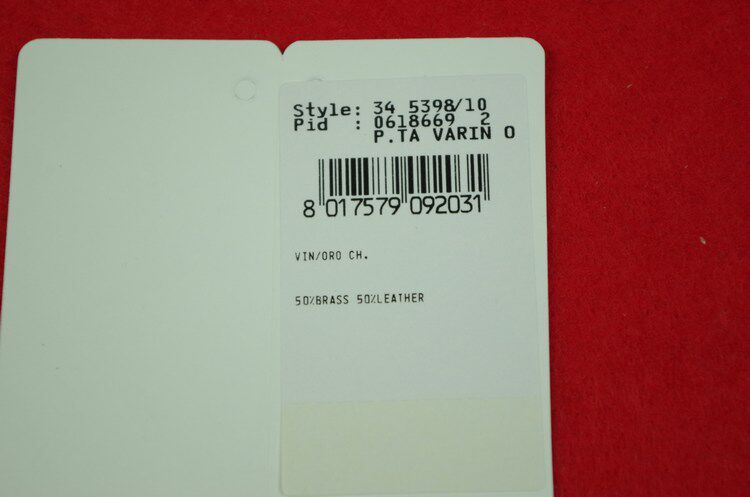 Style: 34 5398/10
Pid : 0618669 2
P.TA VARIN O
8 017579 092031
VIN/ORO CH.
50%BRASS 50%LEATHER